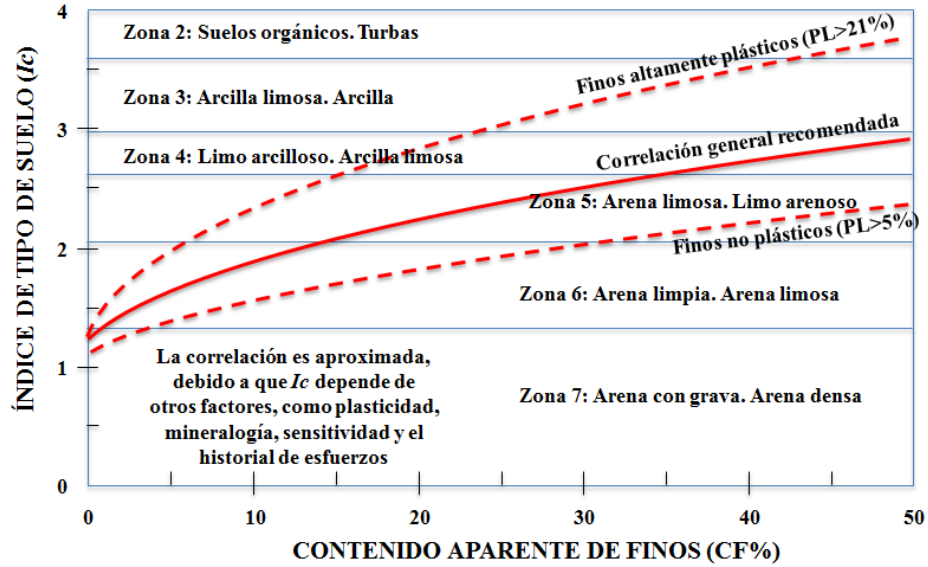 4
Zona 2: Suelos orgánicos. Turbas
Finos altamente plásticos (PL>21%)
Zona 3: Arcilla limosa. Arcilla
3
Correlación general recomendada
Zona 4: Limo arcilloso. Arcilla limosa
Zona 5: Arena limosa. Limo arenoso
2
Finos no plásticos (PL>5%)
Zona 6: Arena limpia. Arena limosa
ÍNDICE DE TIPO DE SUELO (Ic)
La correlación es aproximada,
debido a que Ic depende de
otros factores, como plasticidad,
mineralogía, sensitividad y el
historial de esfuerzos
1
Zona 7: Arena con grava. Arena densa
0
0 10 20 30 40 50
CONTENIDO APARENTE DE FINOS (CF%)